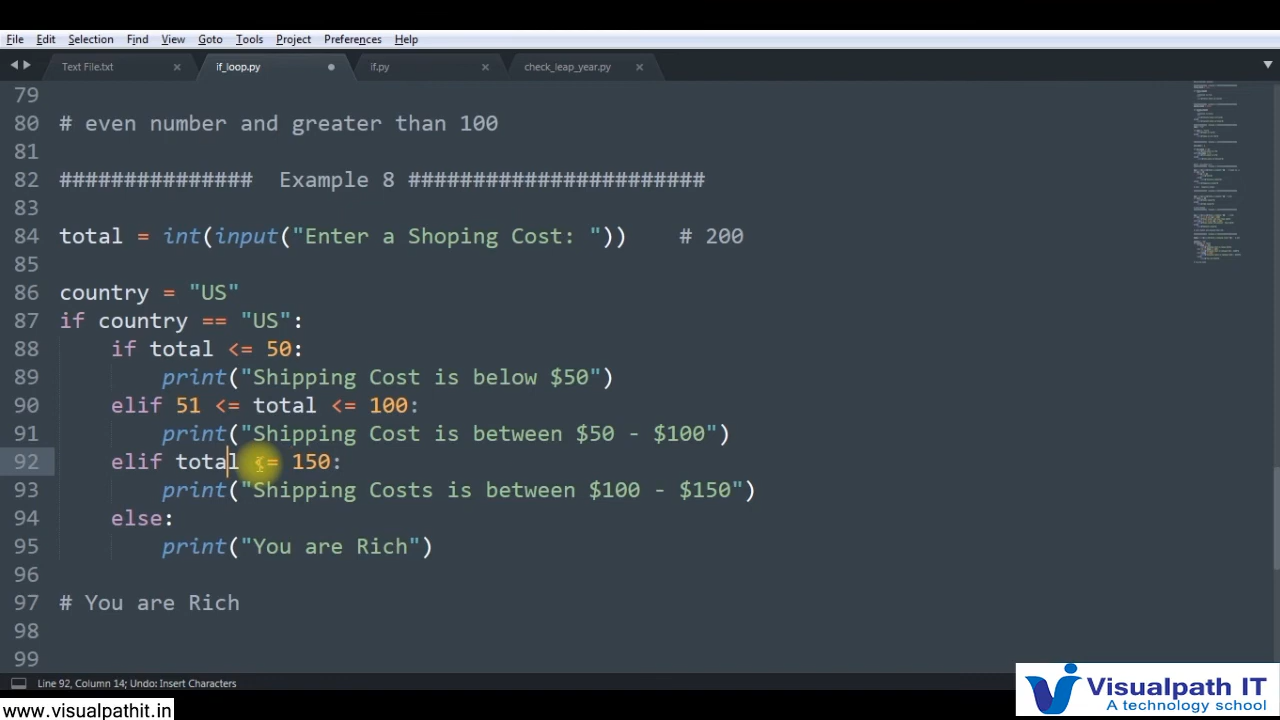 File Edit Selection Find View Goto Tools Project Preferences Help
Text File.txt if_loop.py if.py check_leap_year.py
79
80 # even number and greater than 100
81
82 ############### Example 8 #######################
83
84 total = int(input("Enter a Shoping Cost: ")) # 200
85
86 country = "US"
87 if country == "US":
88 if total <= 50:
89 print("Shipping Cost is below $50")
90 elif 51 <= total <= 100:
91 print("Shipping Cost is between $50 - $100")
92 elif total <= 150:
93 print("Shipping Costs is between $100 - $150")
94 else:
95 print("You are Rich")
96
97 # You are Rich
98
99
Line 92, Column 14; Undo: Insert Characters
Visualpath IT
A technology school
www.visualpathit.in